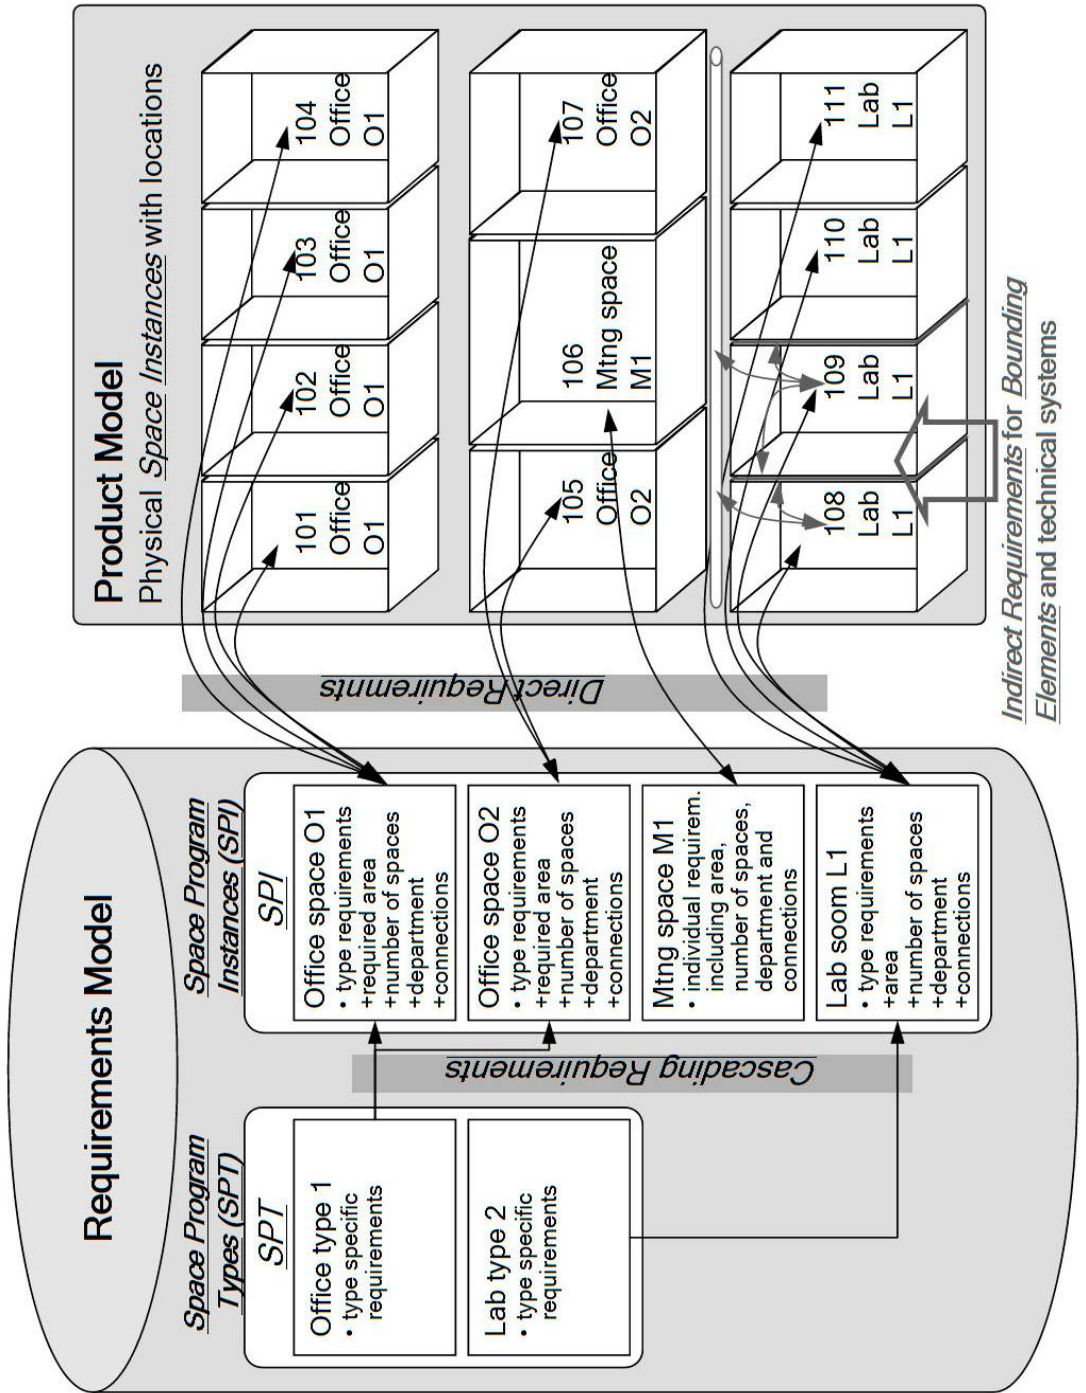 Requirements Model
Space Program
Types (SPT)
SPT
Office type 1
• type specific
requirements
Lab type 2
• type specific
requirements
Cascading Requirements
Space Program
Instances (SPI)
SPI
Office space O1
• type requirements
+required area
+number of spaces
+department
+connections
Office space O2
• type requirements
+required area
+number of spaces
+department
+connections
Mtng space M1
• individual requirem.
including area,
number of spaces,
department and
connections
Lab soom L1
• type requirements
+area
+number of spaces
+department
+connections
Direct Requiremnts
Product Model
Physical Space Instances with locations
101
Office
O1
102
Office
O1
103
Office
O1
104
Office
O1
105
Office
O2
106
Mtng space
M1
107
Office
O2
108
Lab
L1
109
Lab
L1
110
Lab
L1
111
Lab
L1
Indirect Requirements for Bounding
Elements and technical systems